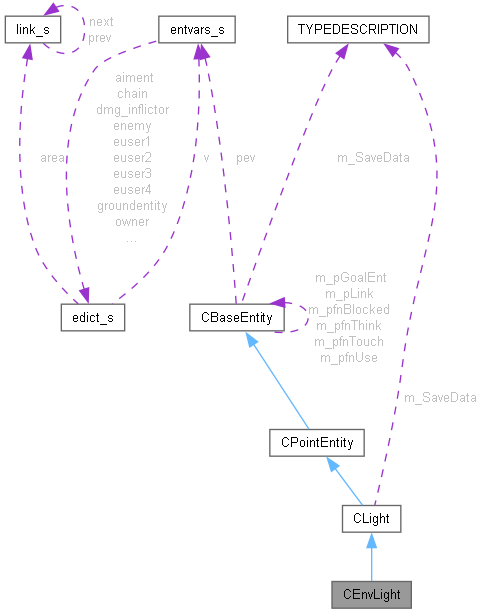 next
prev
link_s
entvars_s
TYPEDESCRIPTION
aiment
chain
dmg_inflictor
enemy
euser1
euser2
euser3
euser4
groundentity
owner
...
area
v
pev
m_SaveData
m_pGoalEnt
m_pLink
m_pfnBlocked
m_pfnThink
m_pfnTouch
m_pfnUse
edict_s
CBaseEntity
m_SaveData
CPointEntity
CLight
CEnvLight